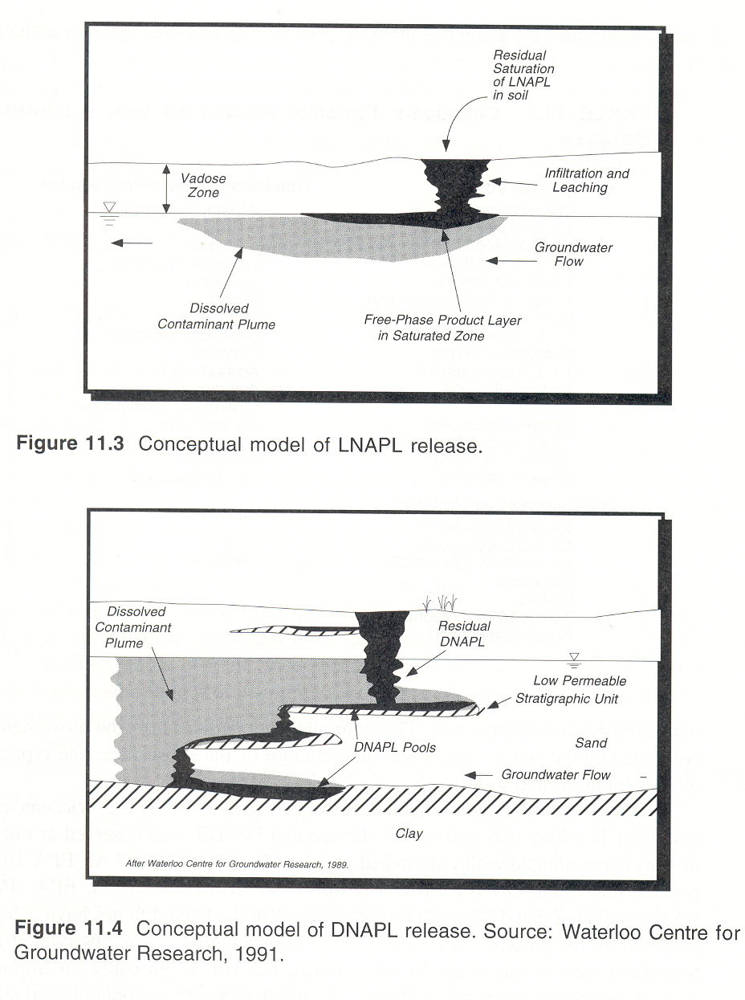 Residual
Saturation
of LNAPL
in soil
Vadose
Zone
Infiltration and
Leaching
Groundwater
Flow
Dissolved
Contaminant Plume
Free-Phase Product Layer
in Saturated Zone
Figure 11.3 Conceptual model of LNAPL release.
Dissolved
Contaminant
Plume
Residual
DNAPL
Low Permeable
Stratigraphic Unit
Sand
DNAPL Pools
Groundwater Flow
Clay
After Waterloo Centre for Groundwater Research, 1989.
Figure 11.4 Conceptual model of DNAPL release. Source: Waterloo Centre for
Groundwater Research, 1991.